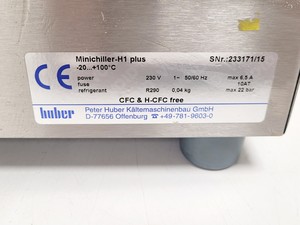 Minichiller-H1 plus SNr.:233171/15
-20...+100°C
power 230 V 1~ 50/60 Hz max 6,5 A
fuse 10AT
refrigerant R290 0,04 kg max 22 bar
CFC & H-CFC free
huber
Peter Huber Kältemaschinenbau GmbH
D-77656 Offenburg ☎ +49-781-9603-0